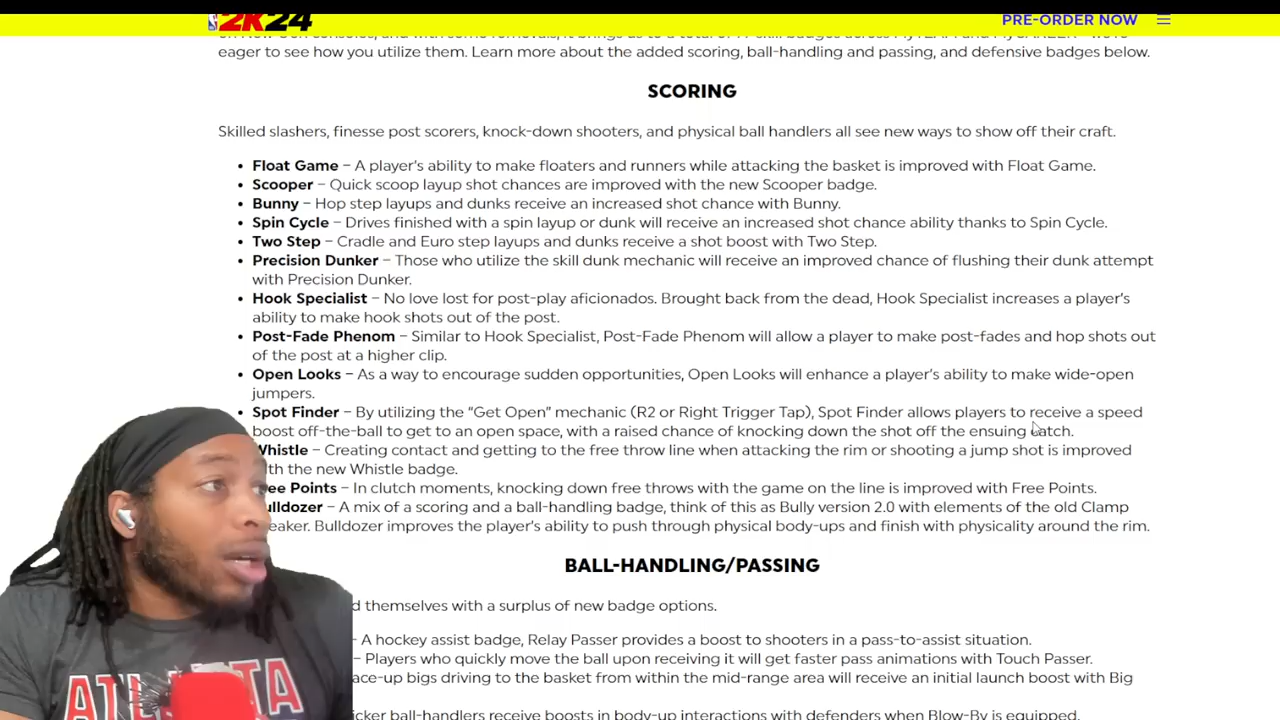 2K24
PRE-ORDER NOW
eager to see how you utilize them. Learn more about the added scoring, ball-handling and passing, and defensive badges below.
SCORING
Skilled slashers, finesse post scorers, knock-down shooters, and physical ball handlers all see new ways to show off their craft.
• Float Game – A player's ability to make floaters and runners while attacking the basket is improved with Float Game.
• Scooper – Quick scoop layup shot chances are improved with the new Scooper badge.
• Bunny – Hop step layups and dunks receive an increased shot chance with Bunny.
• Spin Cycle – Drives finished with a spin layup or dunk will receive an increased shot chance ability thanks to Spin Cycle.
• Two Step – Cradle and Euro step layups and dunks receive a shot boost with Two Step.
• Precision Dunker – Those who utilize the skill dunk mechanic will receive an improved chance of flushing their dunk attempt
with Precision Dunker.
• Hook Specialist – No love lost for post-play aficionados. Brought back from the dead, Hook Specialist increases a player's
ability to make hook shots out of the post.
• Post-Fade Phenom – Similar to Hook Specialist, Post-Fade Phenom will allow a player to make post-fades and hop shots out
of the post at a higher clip.
• Open Looks – As a way to encourage sudden opportunities, Open Looks will enhance a player's ability to make wide-open
jumpers.
• Spot Finder – By utilizing the "Get Open" mechanic (R2 or Right Trigger Tap), Spot Finder allows players to receive a speed
boost off-the-ball to get to an open space, with a raised chance of knocking down the shot off the ensuing catch.
Whistle – Creating contact and getting to the free throw line when attacking the rim or shooting a jump shot is improved
with the new Whistle badge.
Free Points – In clutch moments, knocking down free throws with the game on the line is improved with Free Points.
Bulldozer – A mix of a scoring and a ball-handling badge, think of this as Bully version 2.0 with elements of the old Clamp
Breaker. Bulldozer improves the player's ability to push through physical body-ups and finish with physicality around the rim.
BALL-HANDLING/PASSING
themselves with a surplus of new badge options.
– A hockey assist badge, Relay Passer provides a boost to shooters in a pass-to-assist situation.
– Players who quickly move the ball upon receiving it will get faster pass animations with Touch Passer.
bigs driving to the basket from within the mid-range area will receive an initial launch boost with Big
ball-handlers receive boosts in body-up interactions with defenders when Blow-By is equipped.
ATLANTA